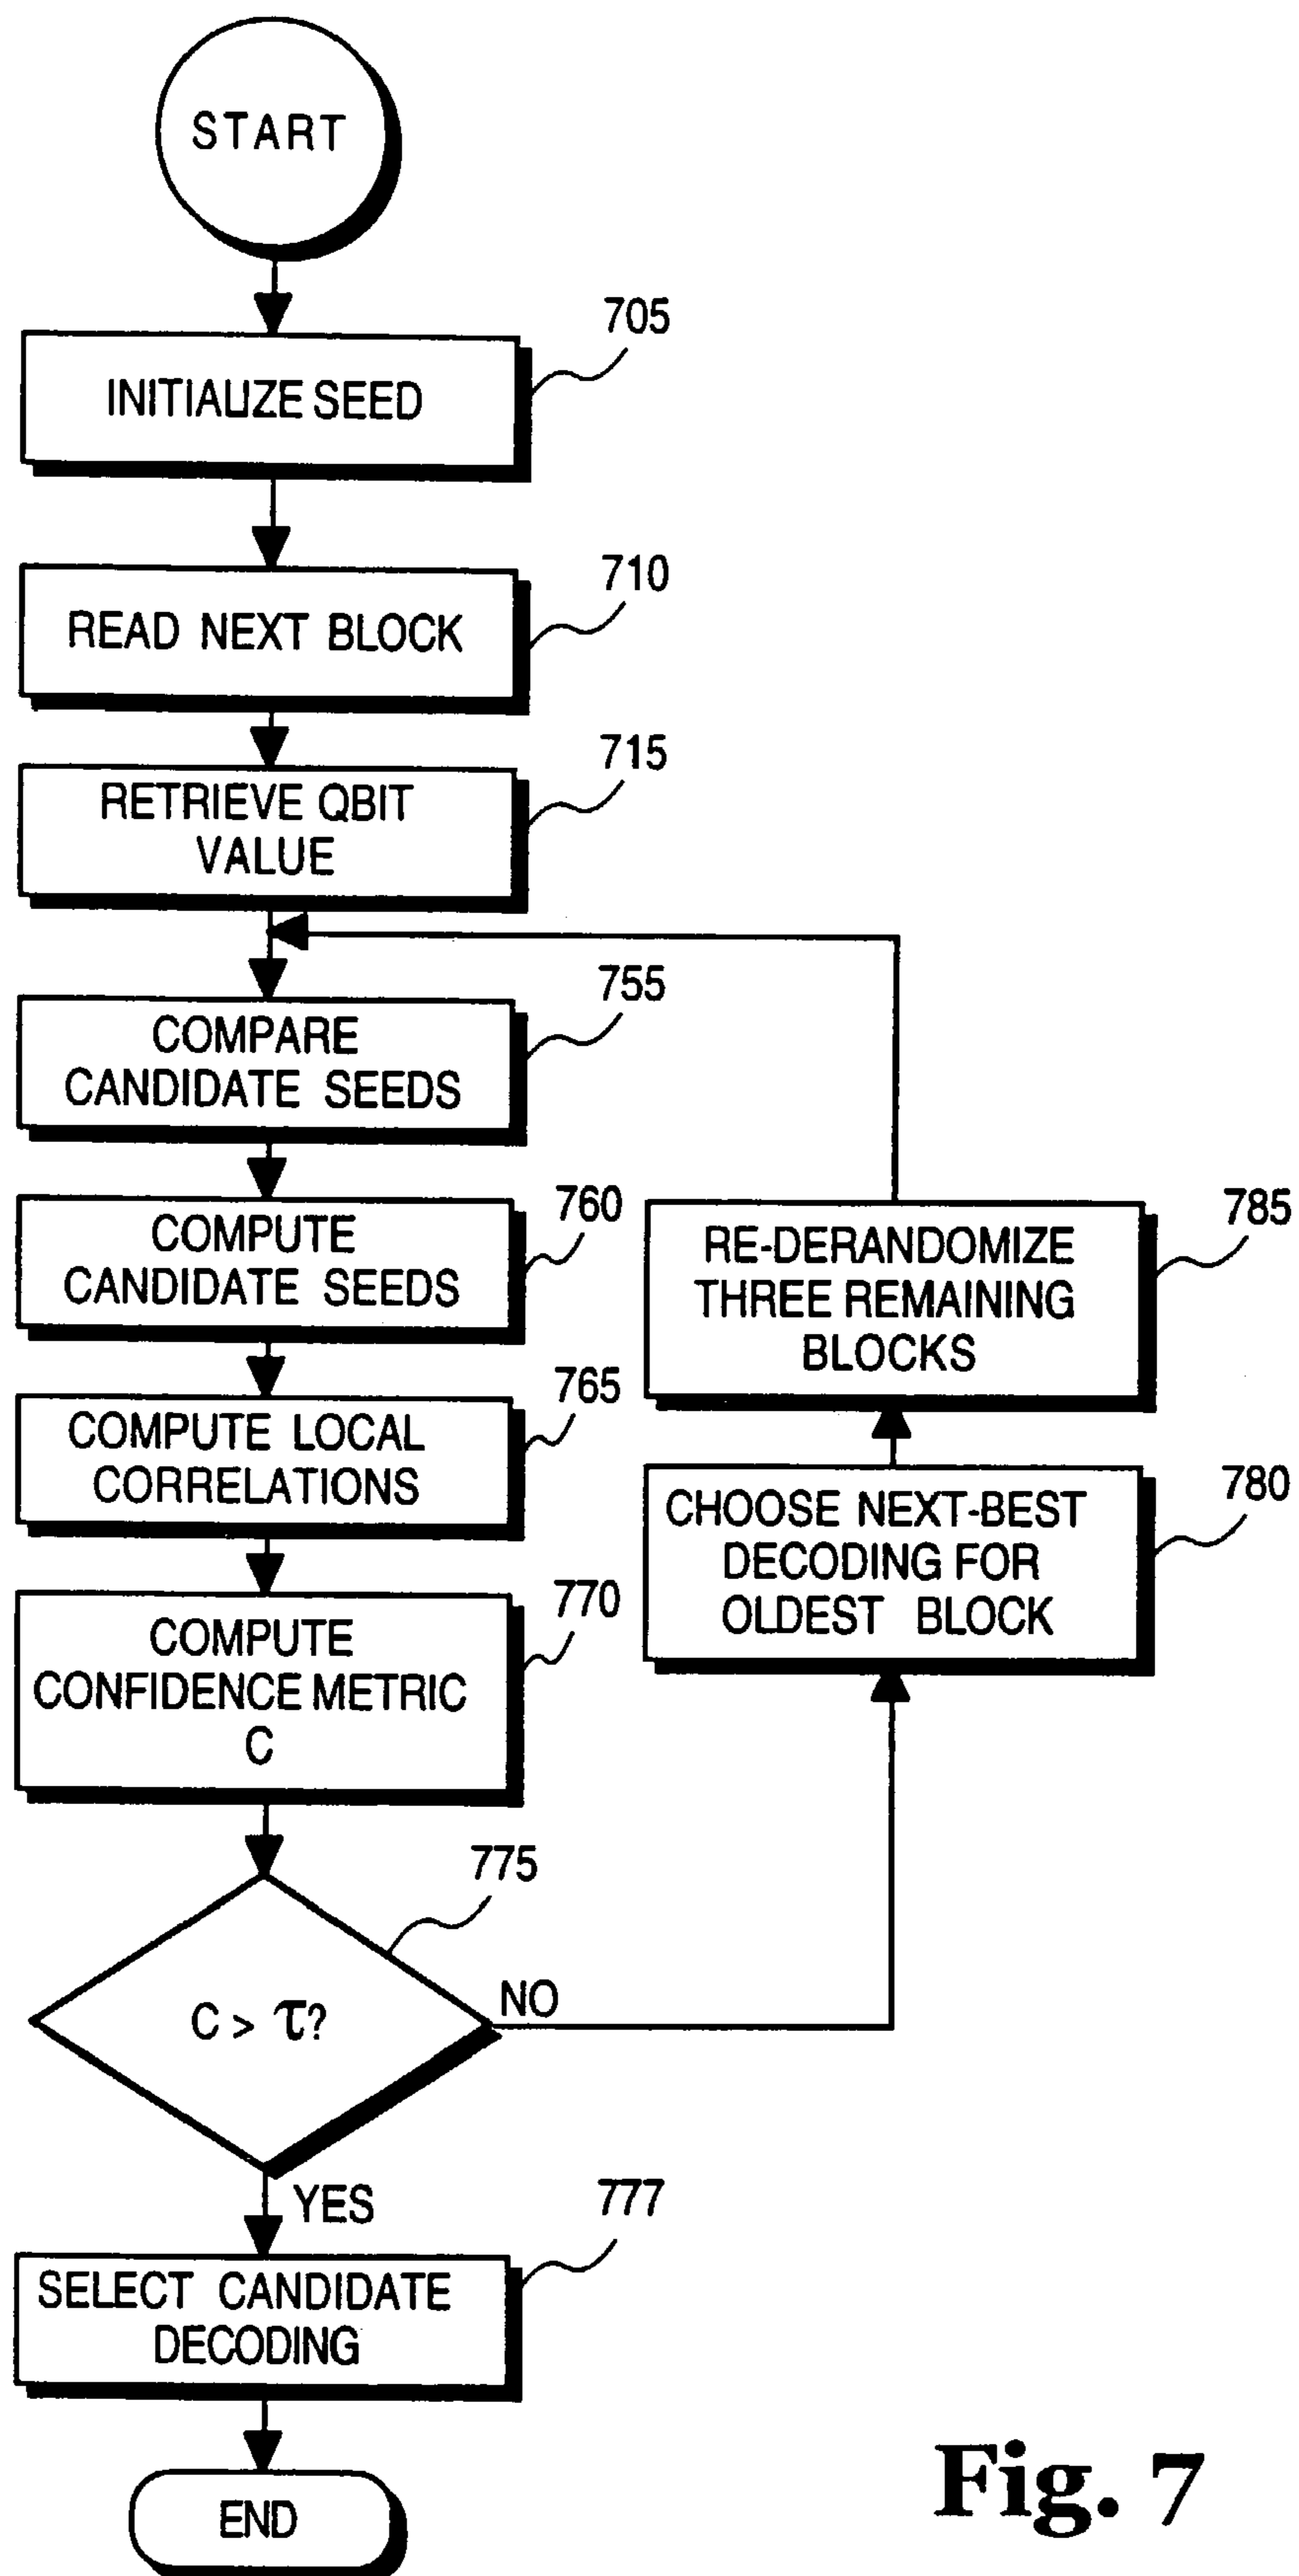 START
705
INITIALIZE SEED
710
READ NEXT BLOCK
715
RETRIEVE QBIT
VALUE
755
COMPARE
CANDIDATE SEEDS
760
COMPUTE
CANDIDATE SEEDS
785
RE-DERANDOMIZE
THREE REMAINING
BLOCKS
765
COMPUTE LOCAL
CORRELATIONS
780
CHOOSE NEXT-BEST
DECODING FOR
OLDEST BLOCK
770
COMPUTE
CONFIDENCE METRIC
C
775
C > τ?
NO
YES
777
SELECT CANDIDATE
DECODING
END
Fig. 7